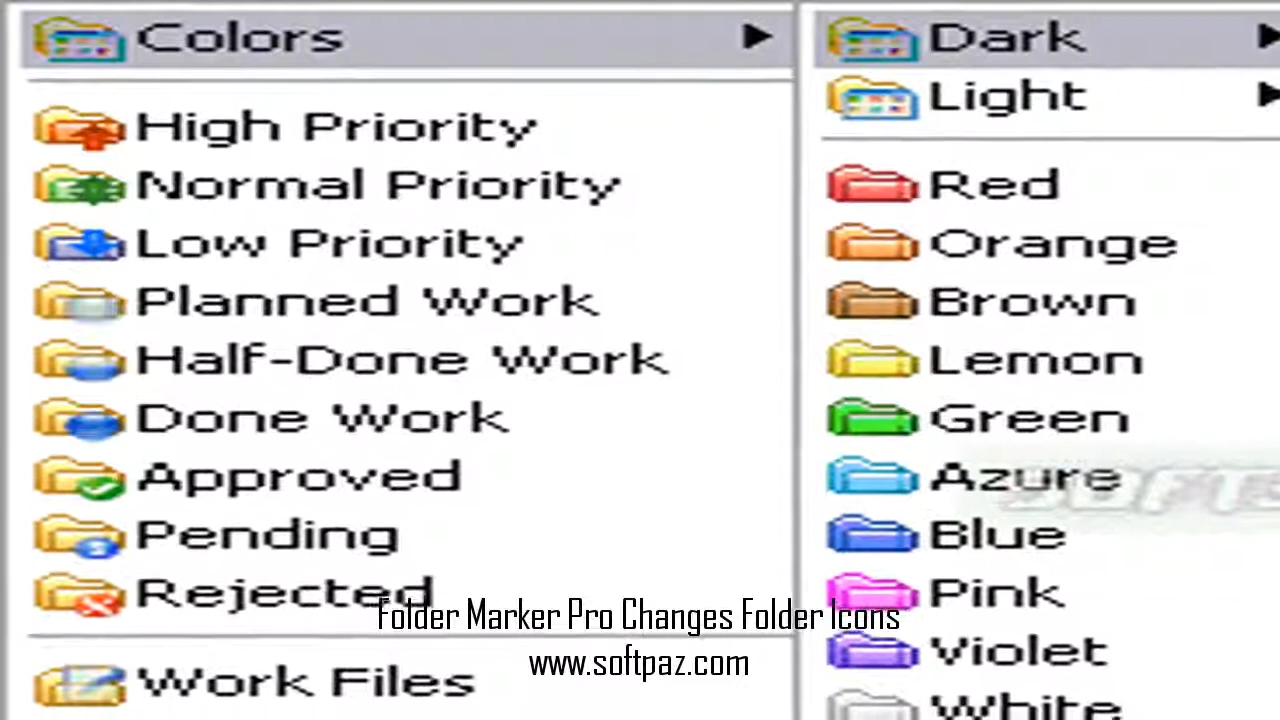 Colors
High Priority
Normal Priority
Low Priority
Planned Work
Half-Done Work
Done Work
Approved
Pending
Rejected
Work Files
Dark
Light
Red
Orange
Brown
Lemon
Green
Azure
Blue
Pink
Violet
White
Folder Marker Pro Changes Folder Icons
www.softpaz.com